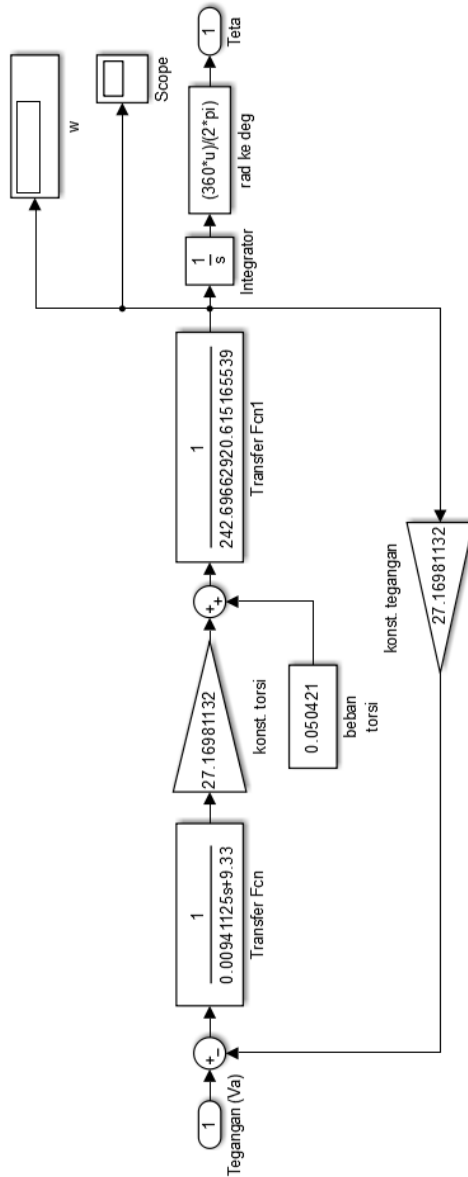 1
Tegangan (Va)
+-
1
0.00941125s+9.33
Transfer Fcn
27.16981132
konst. torsi
++
0.050421
beban
torsi
1
242.69662920.615165539
Transfer Fcn1
w
Scope
1
s
Integrator
(360*u)/(2*pi)
rad ke deg
1
Teta
konst. tegangan
27.16981132